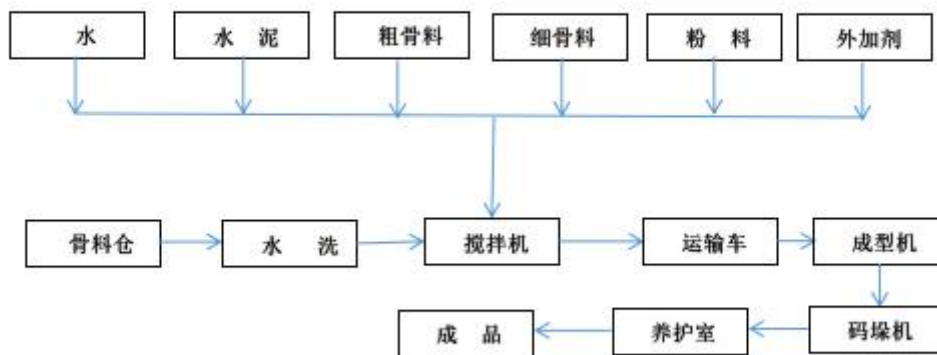 水 水 泥 粗骨料 细骨料 粉 料 外加剂
骨料仓 水 洗 搅拌机 运输车 成型机
成 品 养护室 码垛机